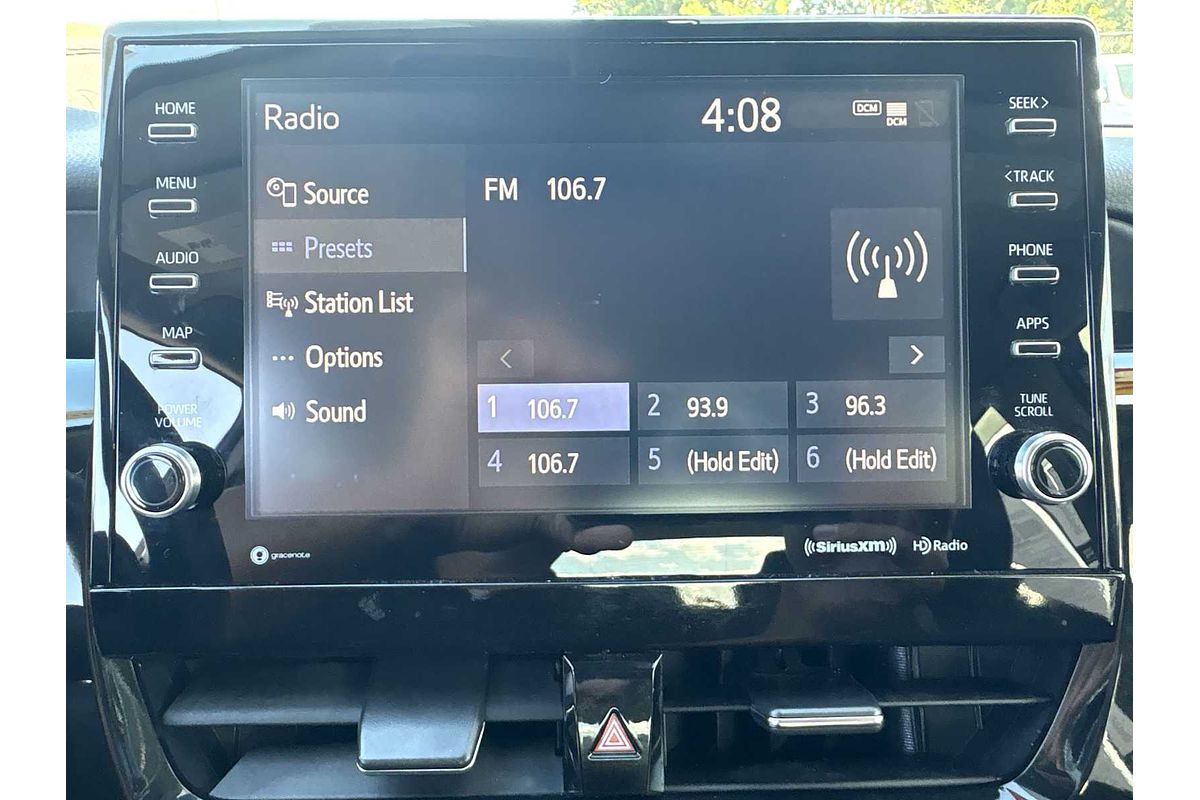 HOME
MENU
AUDIO
MAP
POWER
VOLUME
Radio
4:08
DCM
DCM
Source
Presets
Station List
Options
Sound
FM 106.7
<
>
1 106.7
2 93.9
3 96.3
4 106.7
5 (Hold Edit)
6 (Hold Edit)
SEEK>
<TRACK
PHONE
APPS
TUNE
SCROLL
gracenote
((SiriusXM))
HD Radio